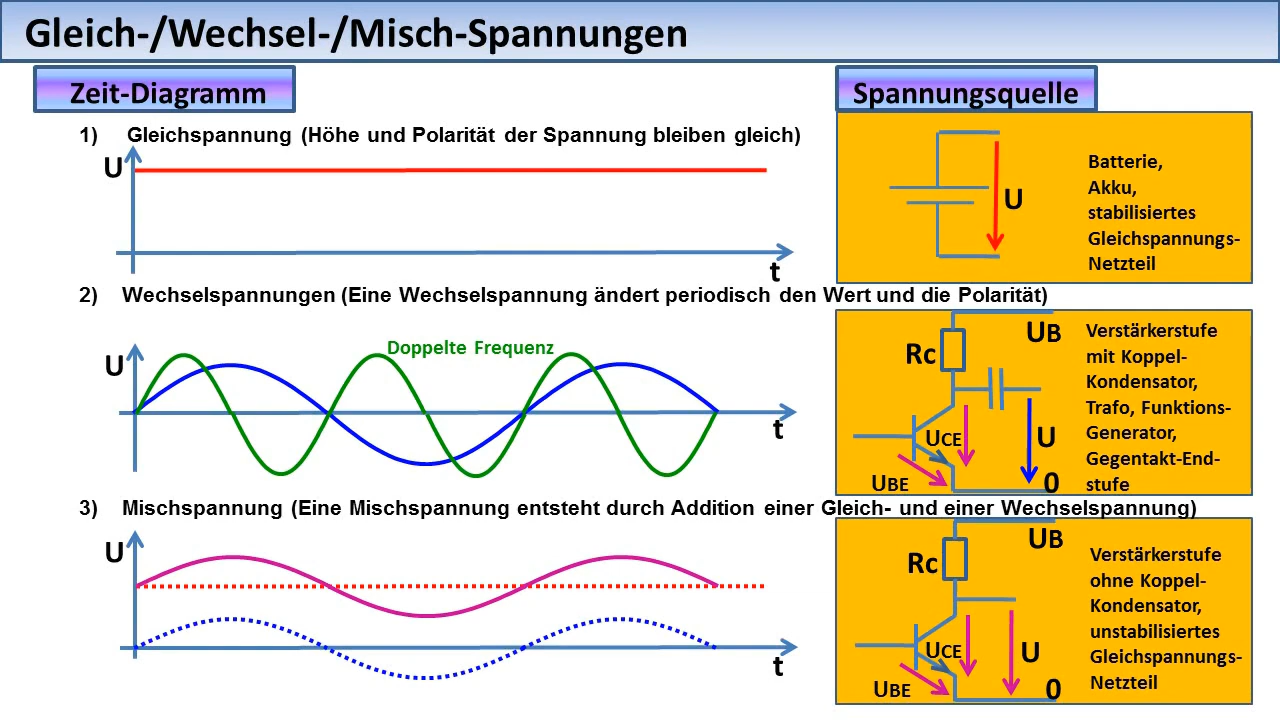 Gleich-/Wechsel-/Misch-Spannungen
Zeit-Diagramm
Spannungsquelle
1) Gleichspannung (Höhe und Polarität der Spannung bleiben gleich)
U
t
U
Batterie,
Akku,
stabilisiertes
Gleichspannungs-
Netzteil
2) Wechselspannungen (Eine Wechselspannung ändert periodisch den Wert und die Polarität)
U
Doppelte Frequenz
t
UB
Rc
UCE
U
UBE
0
Verstärkerstufe
mit Koppel-
Kondensator,
Trafo, Funktions-
Generator,
Gegentakt-End-
stufe
3) Mischspannung (Eine Mischspannung entsteht durch Addition einer Gleich- und einer Wechselspannung)
U
t
UB
Rc
UCE
U
UBE
0
Verstärkerstufe
ohne Koppel-
Kondensator,
unstabilisiertes
Gleichspannungs-
Netzteil